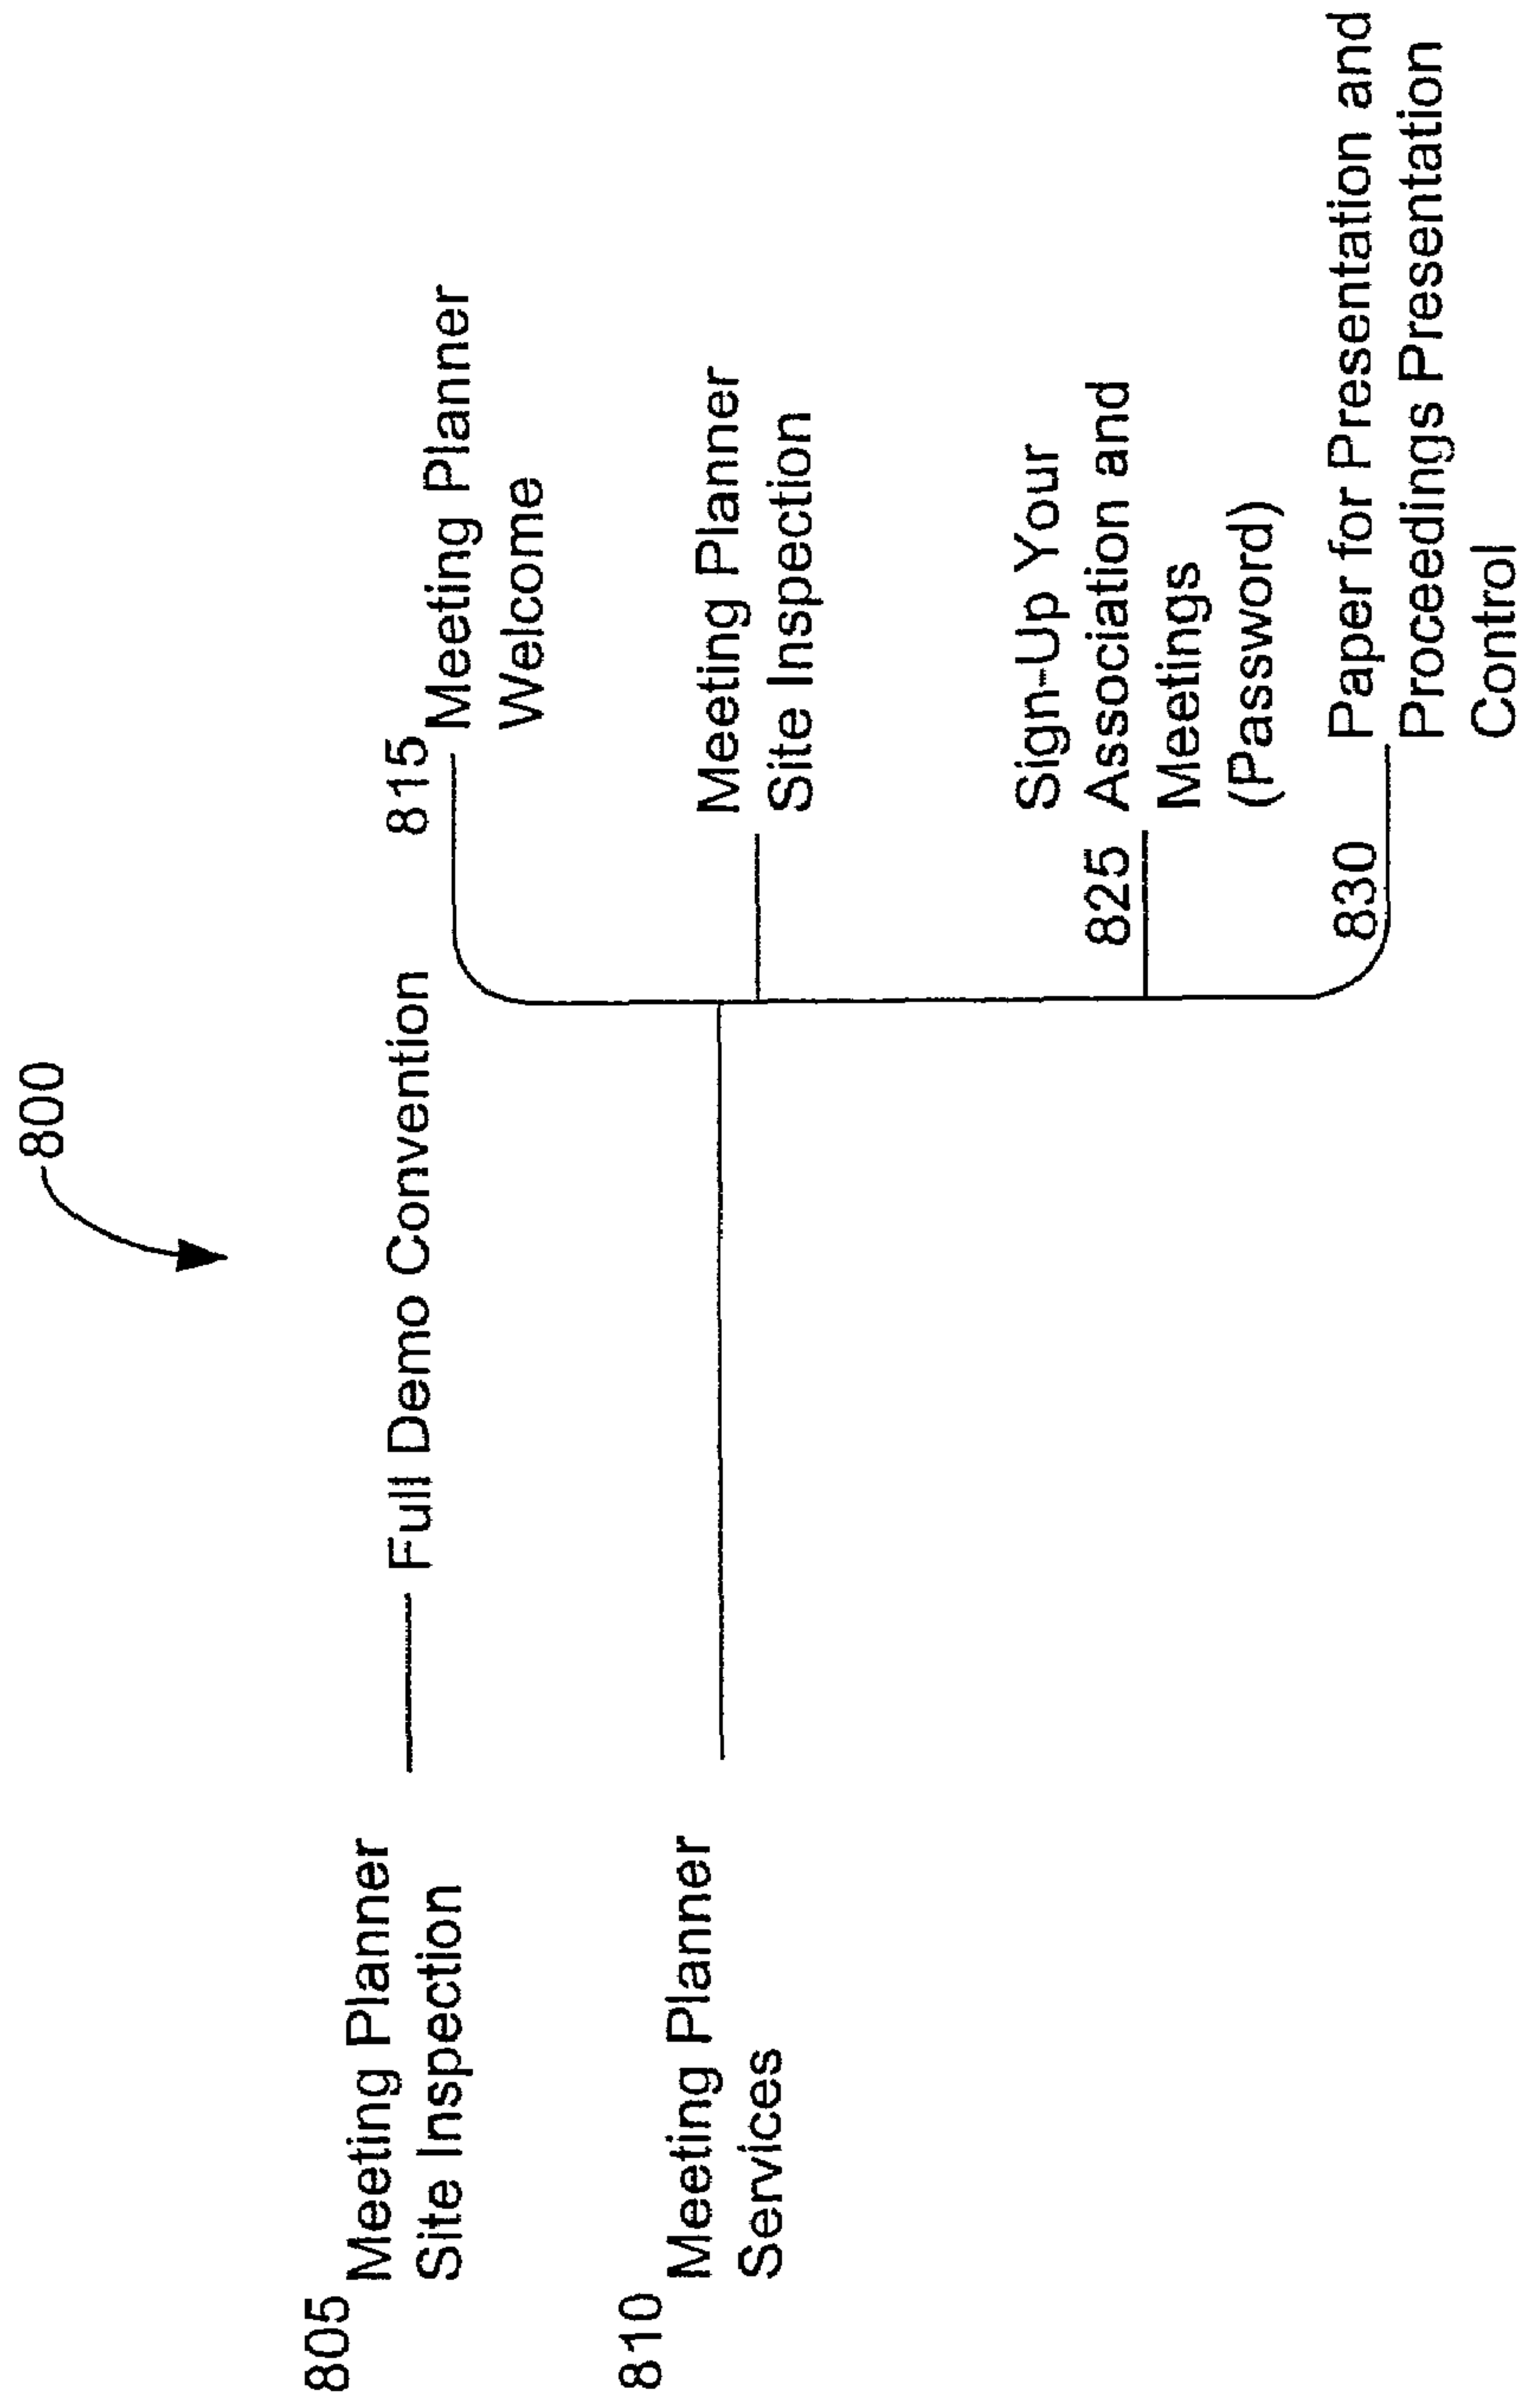 800
805
Meeting Planner
Site Inspection
Full Demo Convention
810
Meeting Planner
Services
815
Meeting Planner
Welcome
Meeting Planner
Site Inspection
825
Sign-Up Your
Association and
Meetings
(Password)
830
Paper for Presentation and
Proceedings Presentation
Control